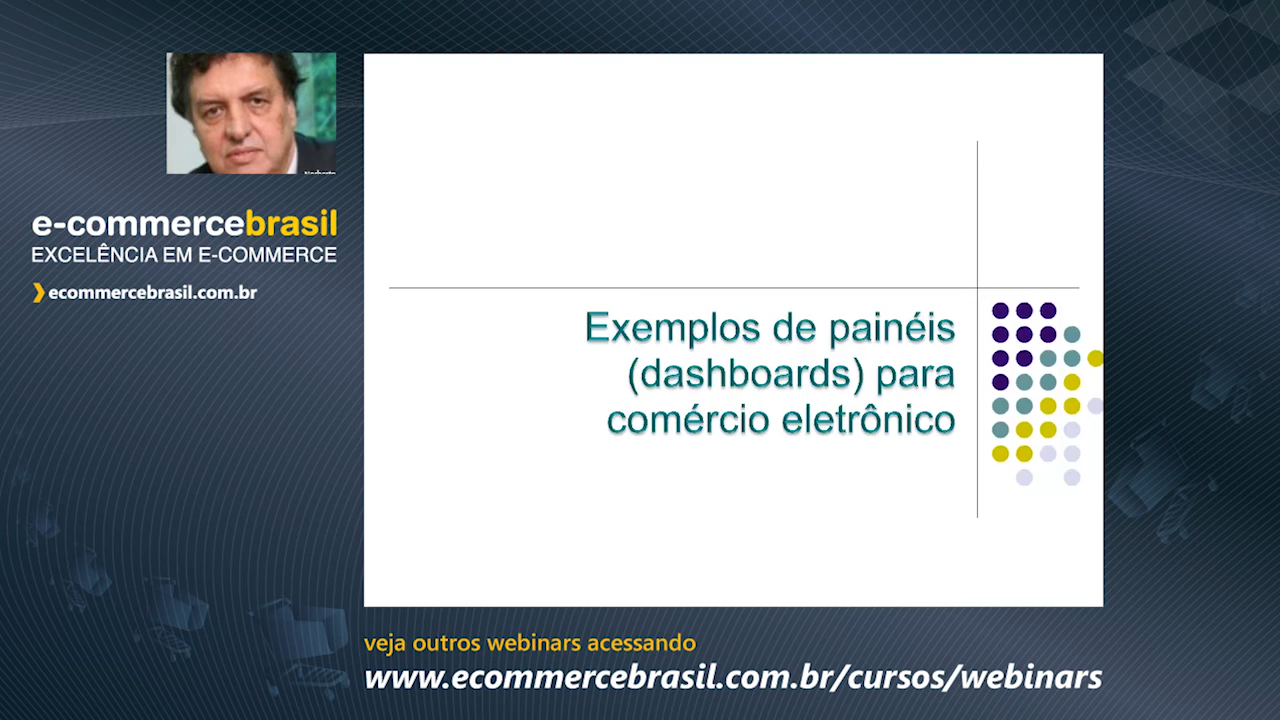 Norberto
e-commercebrasil
EXCELÊNCIA EM E-COMMERCE
ecommercebrasil.com.br
Exemplos de painéis
(dashboards) para
comércio eletrônico
veja outros webinars acessando
www.ecommercebrasil.com.br/cursos/webinars